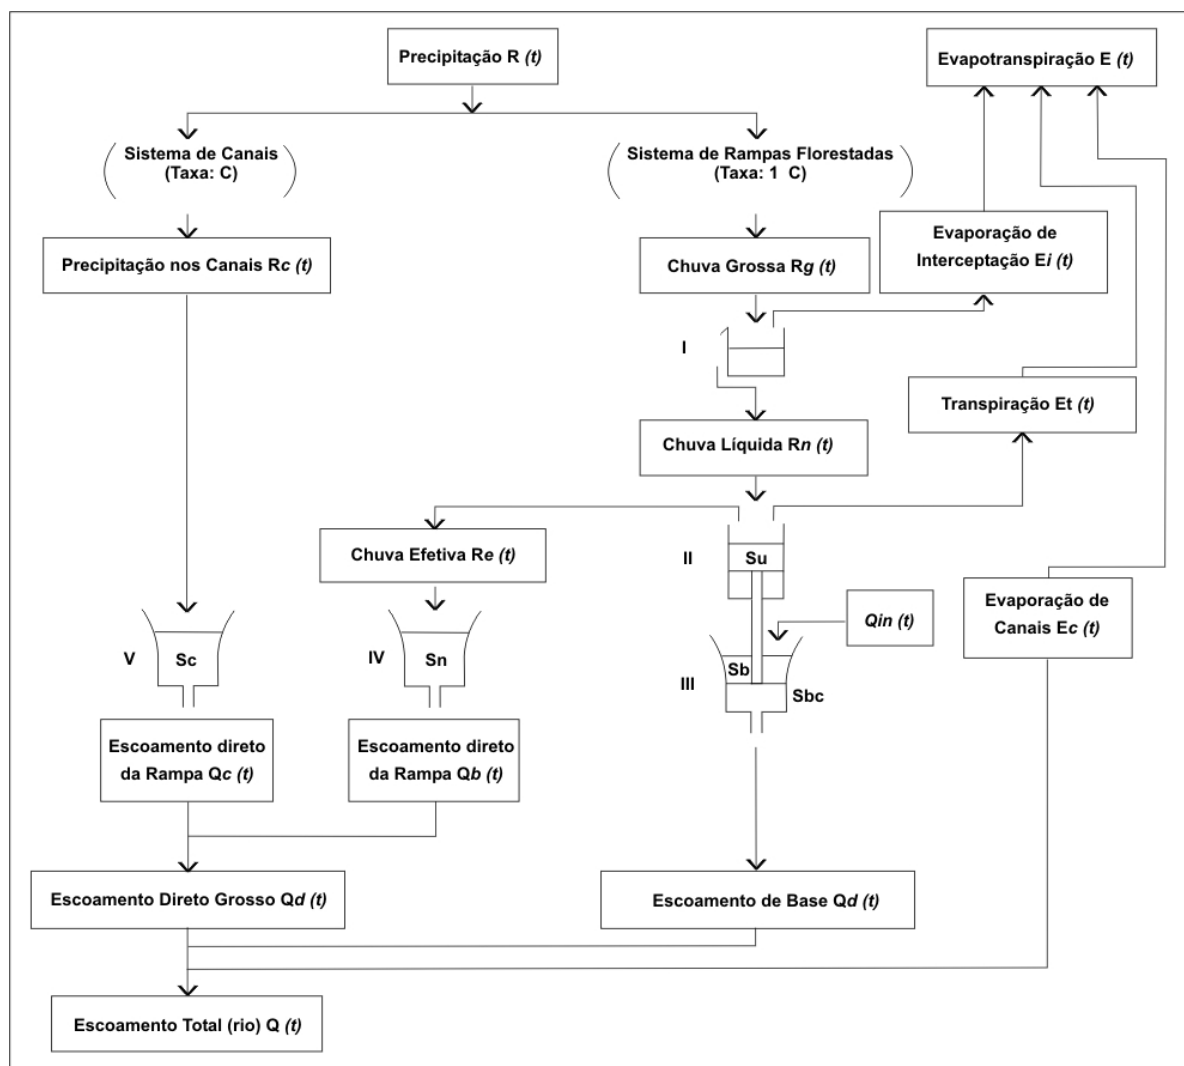 Precipitação R (t)
Evapotranspiração E (t)
Sistema de Canais
(Taxa: C)
Sistema de Rampas Florestadas
(Taxa: 1  C)
Precipitação nos Canais Rc (t)
Chuva Grossa Rg (t)
Evaporação de
Interceptação Ei (t)
I
Transpiração Et (t)
Chuva Líquida Rn (t)
Chuva Efetiva Re (t)
II
Su
Qin (t)
Evaporação de
Canais Ec (t)
V
Sc
IV
Sn
III
Sb
Sbc
Escoamento direto
da Rampa Qc (t)
Escoamento direto
da Rampa Qb (t)
Escoamento Direto Grosso Qd (t)
Escoamento de Base Qd (t)
Escoamento Total (rio) Q (t)